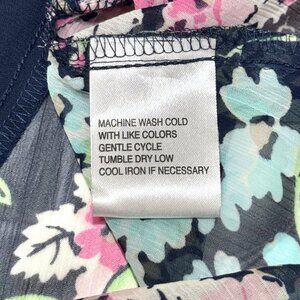 MACHINE WASH COLD
WITH LIKE COLORS
GENTLE CYCLE
TUMBLE DRY LOW
COOL IRON IF NECESSARY